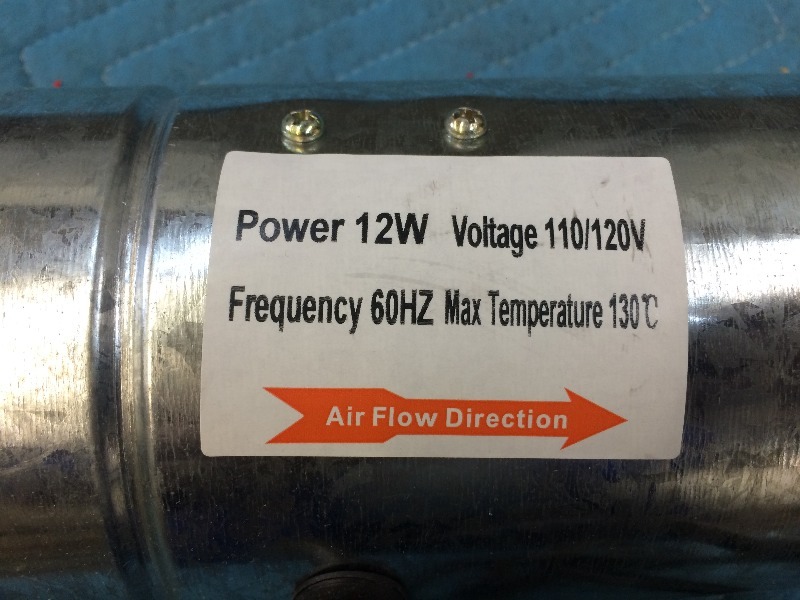 Power 12W Voltage 110/120V
Frequency 60HZ Max Temperature 130℃
Air Flow Direction